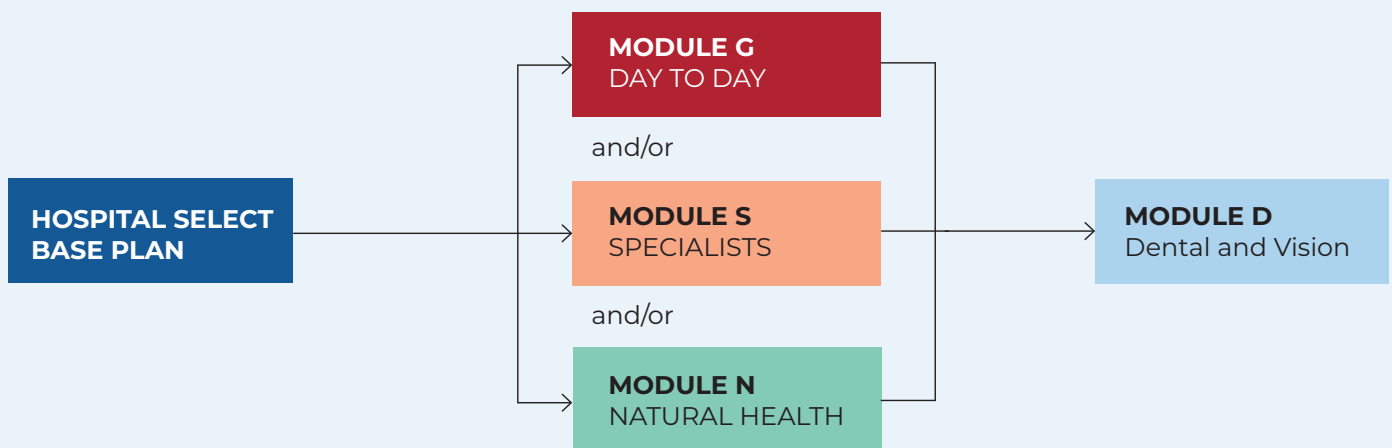 HOSPITAL SELECT
BASE PLAN
MODULE G
DAY TO DAY
and/or
MODULE S
SPECIALISTS
and/or
MODULE N
NATURAL HEALTH
MODULE D
Dental and Vision